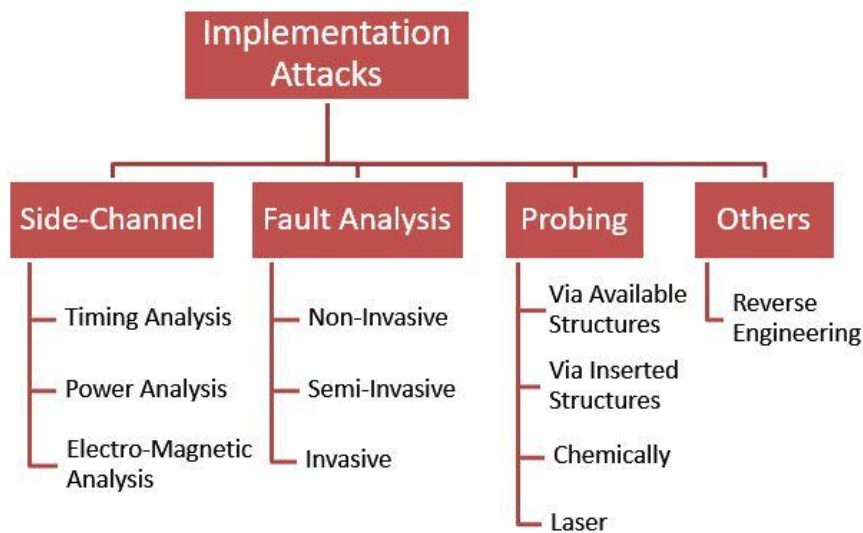 Implementation
Attacks
Side-Channel
Fault Analysis
Probing
Others
Timing Analysis
Power Analysis
Electro-Magnetic
Analysis
Non-Invasive
Semi-Invasive
Invasive
Via Available
Structures
Via Inserted
Structures
Chemically
Laser
Reverse
Engineering